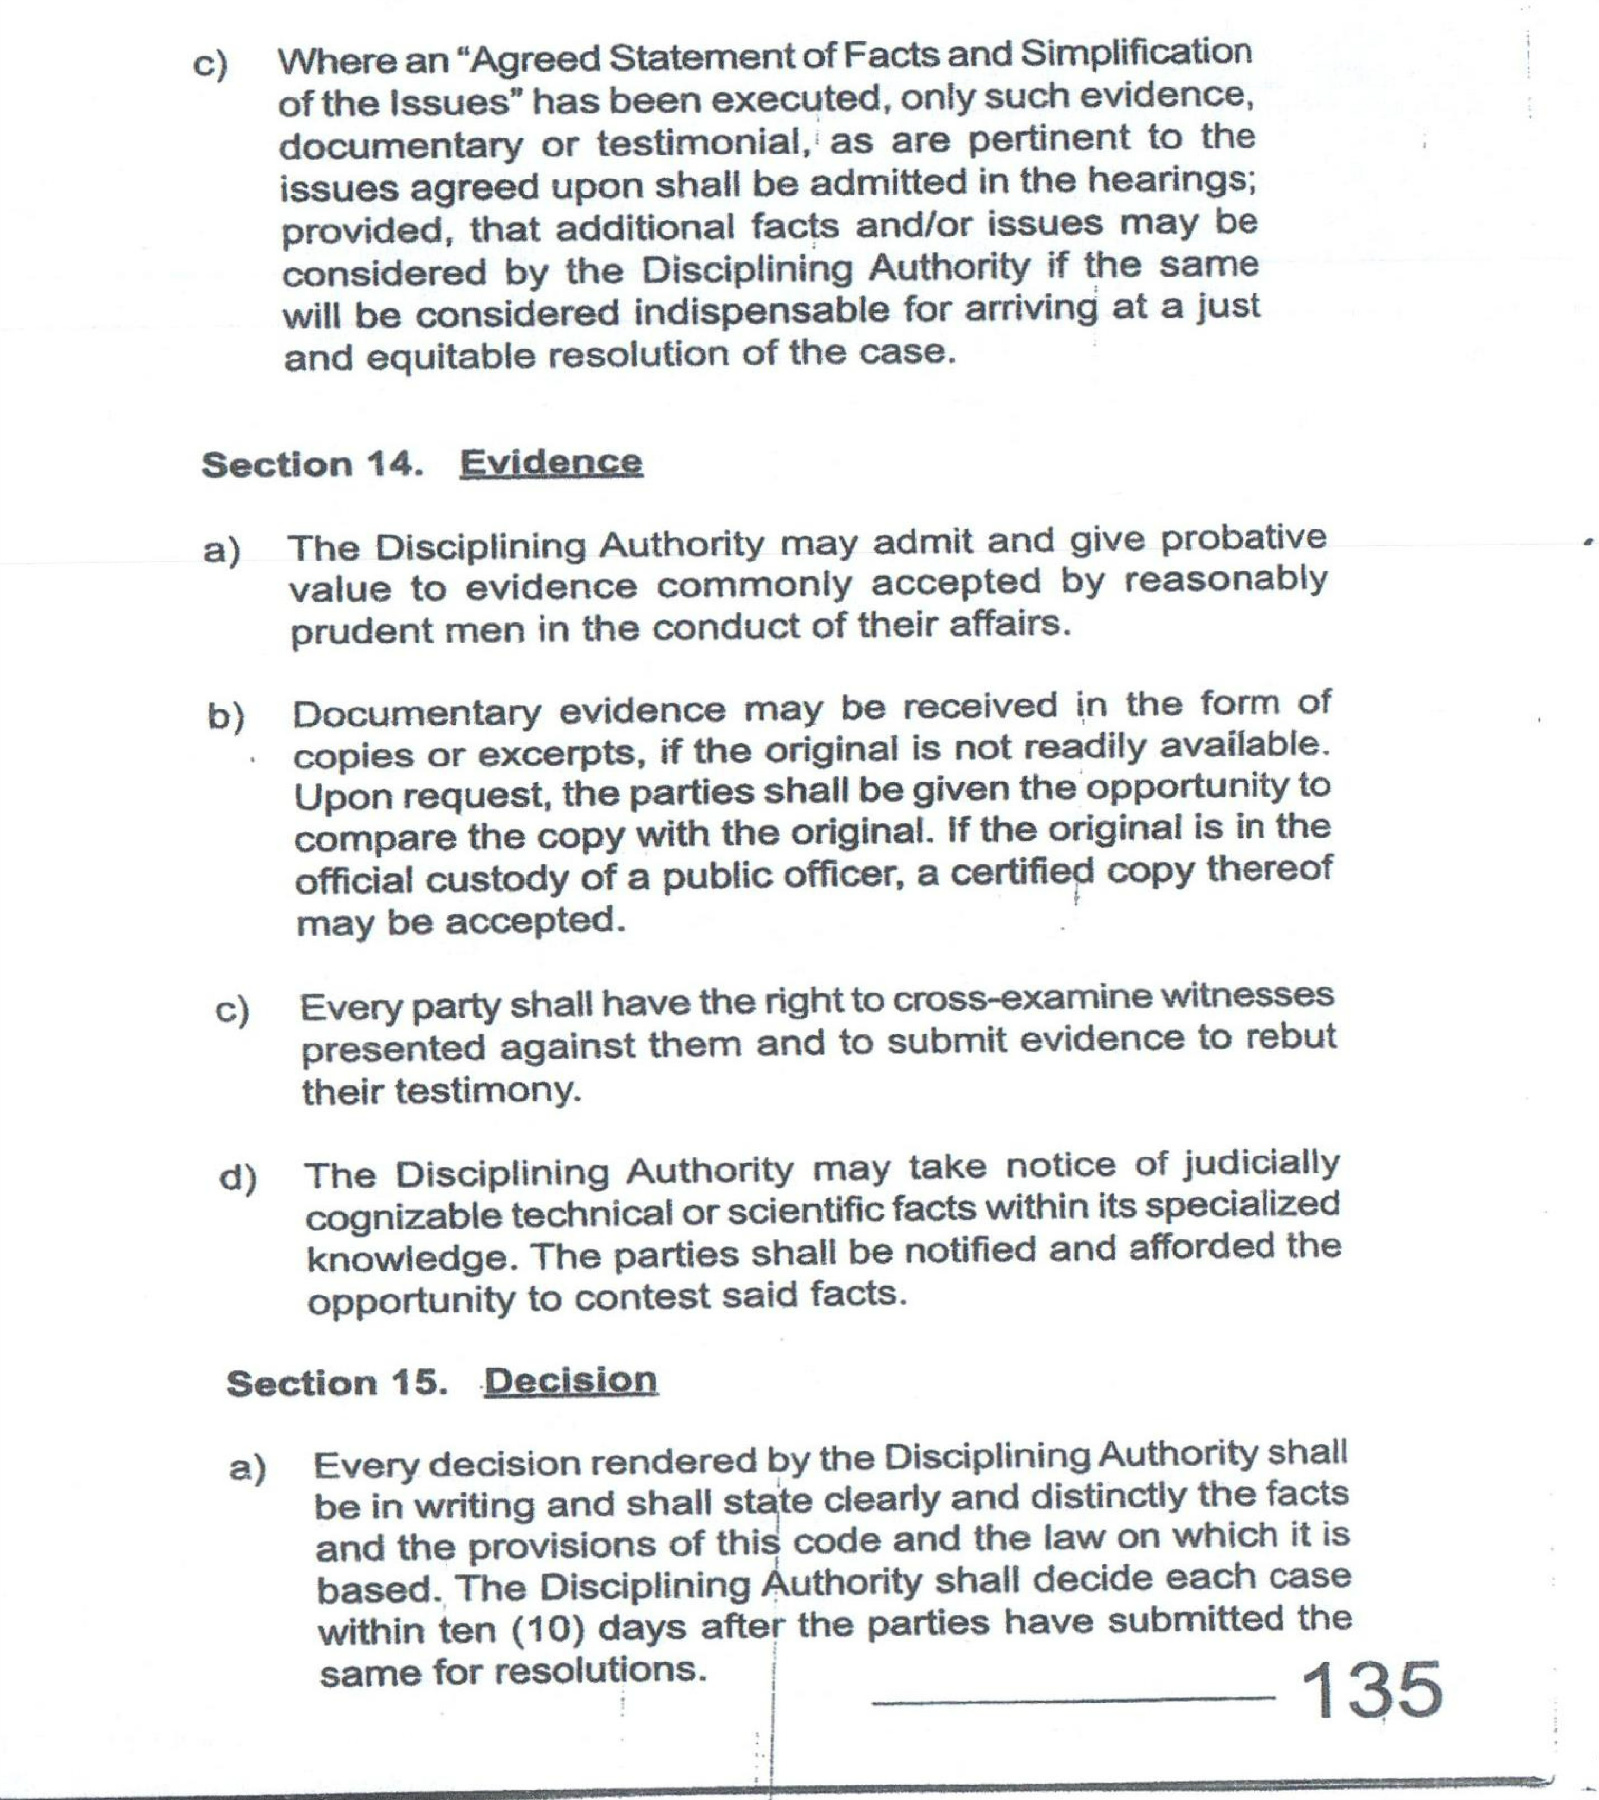 c) Where an “Agreed Statement of Facts and Simplification
of the Issues” has been executed, only such evidence,
documentary or testimonial, as are pertinent to the
issues agreed upon shall be admitted in the hearings;
provided, that additional facts and/or issues may be
considered by the Disciplining Authority if the same
will be considered indispensable for arriving at a just
and equitable resolution of the case.
Section 14. Evidence
a) The Disciplining Authority may admit and give probative
value to evidence commonly accepted by reasonably
prudent men in the conduct of their affairs.
b) Documentary evidence may be received in the form of
copies or excerpts, if the original is not readily available.
Upon request, the parties shall be given the opportunity to
compare the copy with the original. If the original is in the
official custody of a public officer, a certified copy thereof
may be accepted.
c) Every party shall have the right to cross-examine witnesses
presented against them and to submit evidence to rebut
their testimony.
d) The Disciplining Authority may take notice of judicially
cognizable technical or scientific facts within its specialized
knowledge. The parties shall be notified and afforded the
opportunity to contest said facts.
Section 15. Decision
a) Every decision rendered by the Disciplining Authority shall
be in writing and shall state clearly and distinctly the facts
and the provisions of this code and the law on which it is
based. The Disciplining Authority shall decide each case
within ten (10) days after the parties have submitted the
same for resolutions.
135